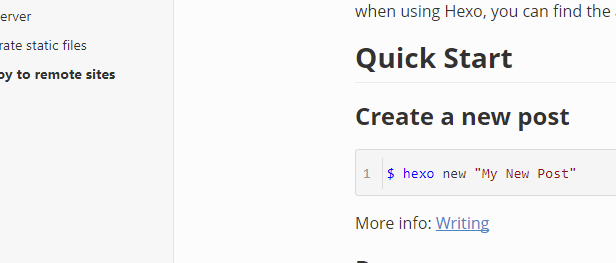 erver
rate static files
oy to remote sites
when using Hexo, you can find the
Quick Start
Create a new post
1 $ hexo new "My New Post"
More info: Writing